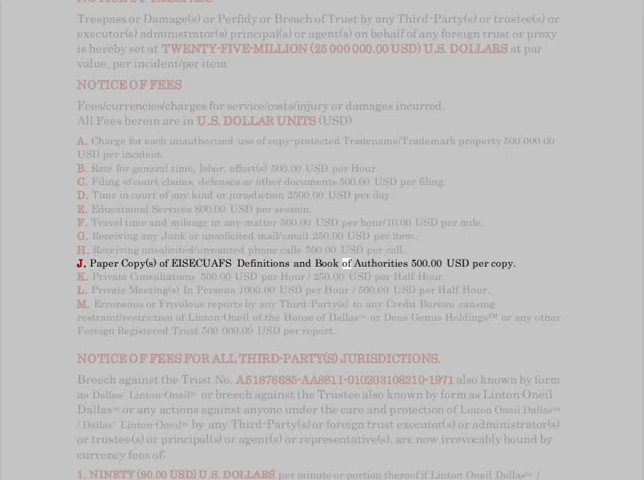 Trespass or Damage(s) or Perfidy or Breach of Trust by any Third-Party(s) or trustee(s) or
executor(s) administrator(s) principal(s) or agent(s) on behalf of any foreign trust or proxy
is hereby set at TWENTY-FIVE-MILLION (25 000 000.00 USD) U.S. DOLLARS at par
value, per incident/per item.
NOTICE OF FEES
Fees/currencies/charges for service/costs/injury or damages incurred.
All Fees herein are in U.S. DOLLAR UNITS (USD)
A. Charge for each unauthorized use of copy-protected Tradename/Trademark property 500,000.00
USD per incident.
B. Rate for general time, labor, effort(s) 500.00 USD per Hour.
C. Filing of court claims, defenses or other documents 500.00 USD per filing.
D. Time in court of any kind or jurisdiction 2500.00 USD per day.
E. Educational Services 800.00 USD per session.
F. Travel time and mileage in any matter 500.00 USD per hour/10.00 USD per mile.
G. Receiving any Junk or unsolicited mail/email 250.00 USD per item.
H. Receiving unsolicited/unwanted phone calls 500.00 USD per call.
J. Paper Copy(s) of EISECUAFS Definitions and Book of Authorities 500.00 USD per copy.
K. Private Consultations 500.00 USD per Hour / 250.00 USD per Half Hour.
L. Private Meeting(s) In Persona 1000.00 USD per Hour / 500.00 USD per Half Hour.
M. Erroneous or Frivolous reports by any Third-Party(s) to any Credit Bureau causing
restraint/restriction of Linton-Oneil of the House of Dallas™ or Deus Genus Holdings™ or any other
Foreign Registered Trust 500 000.00 USD per report.
NOTICE OF FEES FOR ALL THIRD-PARTY(S) JURISDICTIONS.
Breach against the Trust No. A51876685-AA8811-010203108210-1971 also known by form
as Dallas' Linton-Oneil™ or breach against the Trustee also known by form as Linton Oneil
Dallas™ or any actions against anyone under the care and protection of Linton Oneil Dallas™
/ Dallas' Linton-Oneil™ by any Third-Party(s) or foreign trust executor(s) or administrator(s)
or trustee(s) or principal(s) or agent(s) or representative(s), are now irrevocably bound by
currency fees of:
1. NINETY (90.00 USD) U.S. DOLLARS per minute or portion thereof if Linton Oneil Dallas™ /